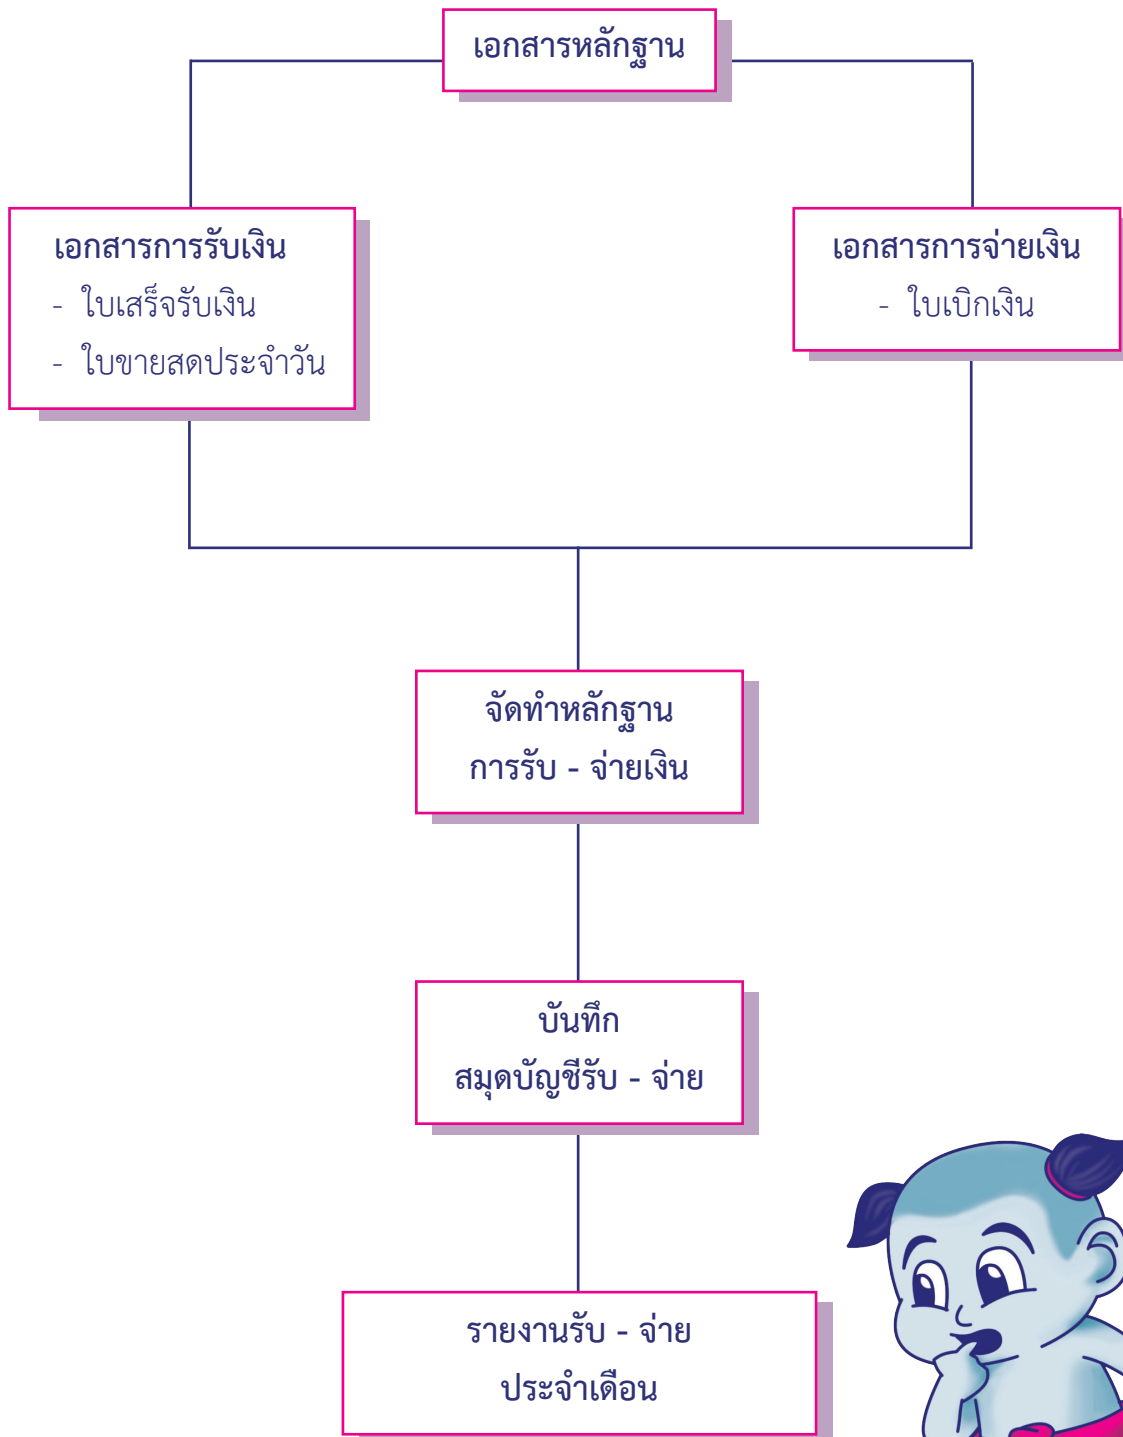 เอกสารหลักฐาน
เอกสารการรับเงิน
- ใบเสร็จรับเงิน
- ใบขายสดประจำวัน
เอกสารการจ่ายเงิน
- ใบเบิกเงิน
จัดทำหลักฐาน
การรับ - จ่ายเงิน
บันทึก
สมุดบัญชีรับ - จ่าย
รายงานรับ - จ่าย
ประจำเดือน